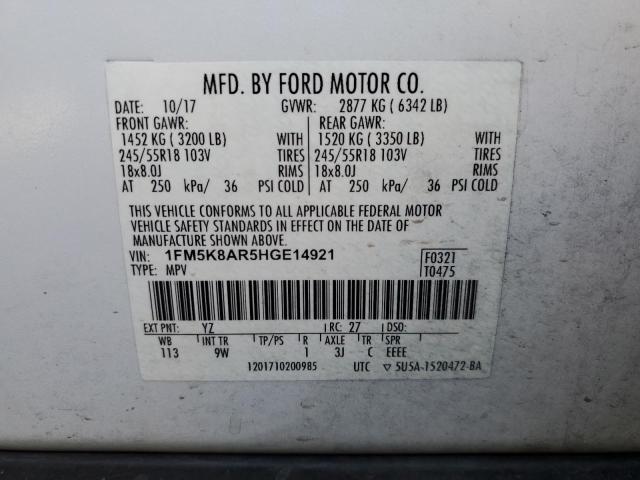 MFD. BY FORD MOTOR CO.
DATE: 10/17 GVWR: 2877 KG ( 6342 LB)
FRONT GAWR: REAR GAWR:
1452 KG ( 3200 LB) WITH 1520 KG ( 3350 LB) WITH
245/55R18 103V TIRES 245/55R18 103V TIRES
18x8.0J RIMS 18x8.0J RIMS
AT 250 kPa/ 36 PSI COLD AT 250 kPa/ 36 PSI COLD
THIS VEHICLE CONFORMS TO ALL APPLICABLE FEDERAL MOTOR
VEHICLE SAFETY STANDARDS IN EFFECT ON THE DATE OF
MANUFACTURE SHOWN ABOVE.
VIN: 1FM5K8AR5HGE14921 F0321
TYPE: MPV T0475
EXT PNT: YZ RC: 27 DSO:
WB INT TR TP/PS R AXLE TR SPR
113 9W 1 3J C EEEE
1201710200985 UTC ▽ 5U5A-1520472-BA